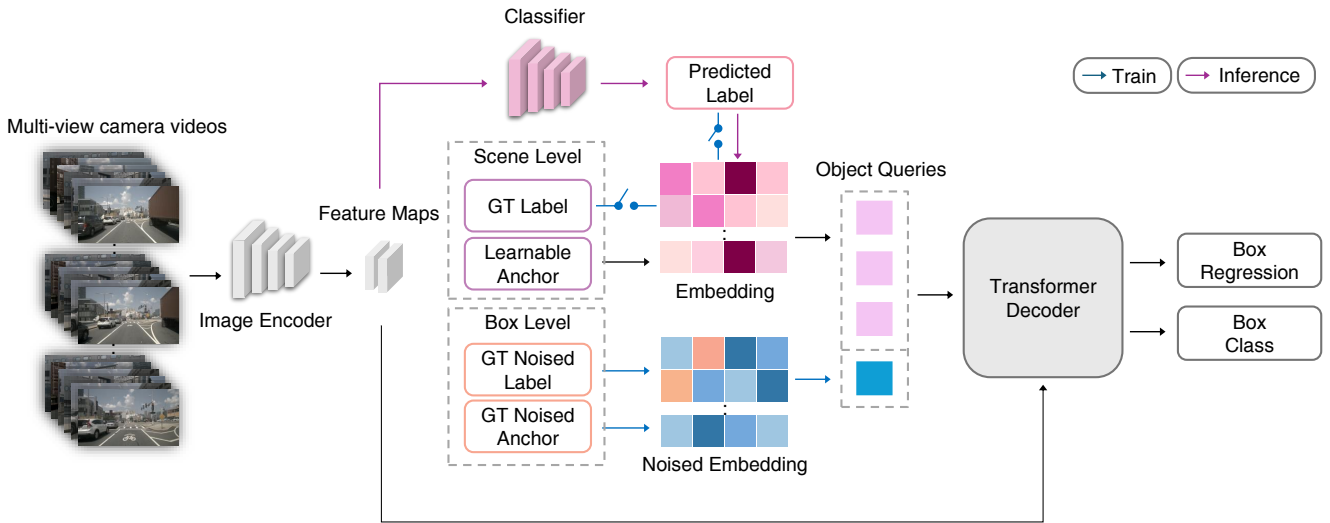 Classifier
Predicted
Label
Train
Inference
Multi-view camera videos
Scene Level
GT Label
Learnable
Anchor
Feature Maps
Object Queries
Image Encoder
Embedding
Transformer
Decoder
Box
Regression
Box
Class
Box Level
GT Noised
Label
GT Noised
Anchor
Noised Embedding